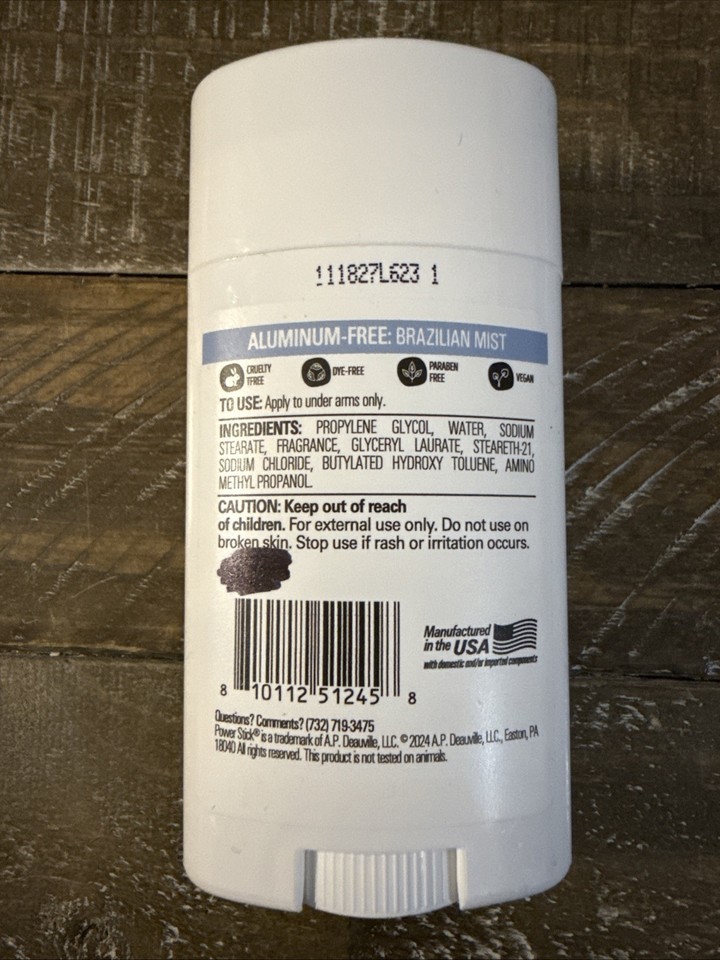 111827L623 1
ALUMINUM-FREE: BRAZILIAN MIST
CRUELTY
TFREE
DYE-FREE
PARABEN
FREE
VEGAN
TO USE: Apply to under arms only.
INGREDIENTS: PROPYLENE GLYCOL, WATER, SODIUM
STEARATE, FRAGRANCE, GLYCERYL LAURATE, STEARETH-21,
SODIUM CHLORIDE, BUTYLATED HYDROXY TOLUENE, AMINO
METHYL PROPANOL.
CAUTION: Keep out of reach
of children. For external use only. Do not use on
broken skin. Stop use if rash or irritation occurs.
Manufactured
in the USA
with domestic and/or imported components
8 10112 51245 8
Questions? Comments? (732) 719-3475
Power Stick® is a trademark of A.P. Deauville, LLC. © 2024 A.P. Deauville, LLC., Easton, PA
18040 All rights reserved. This product is not tested on animals.